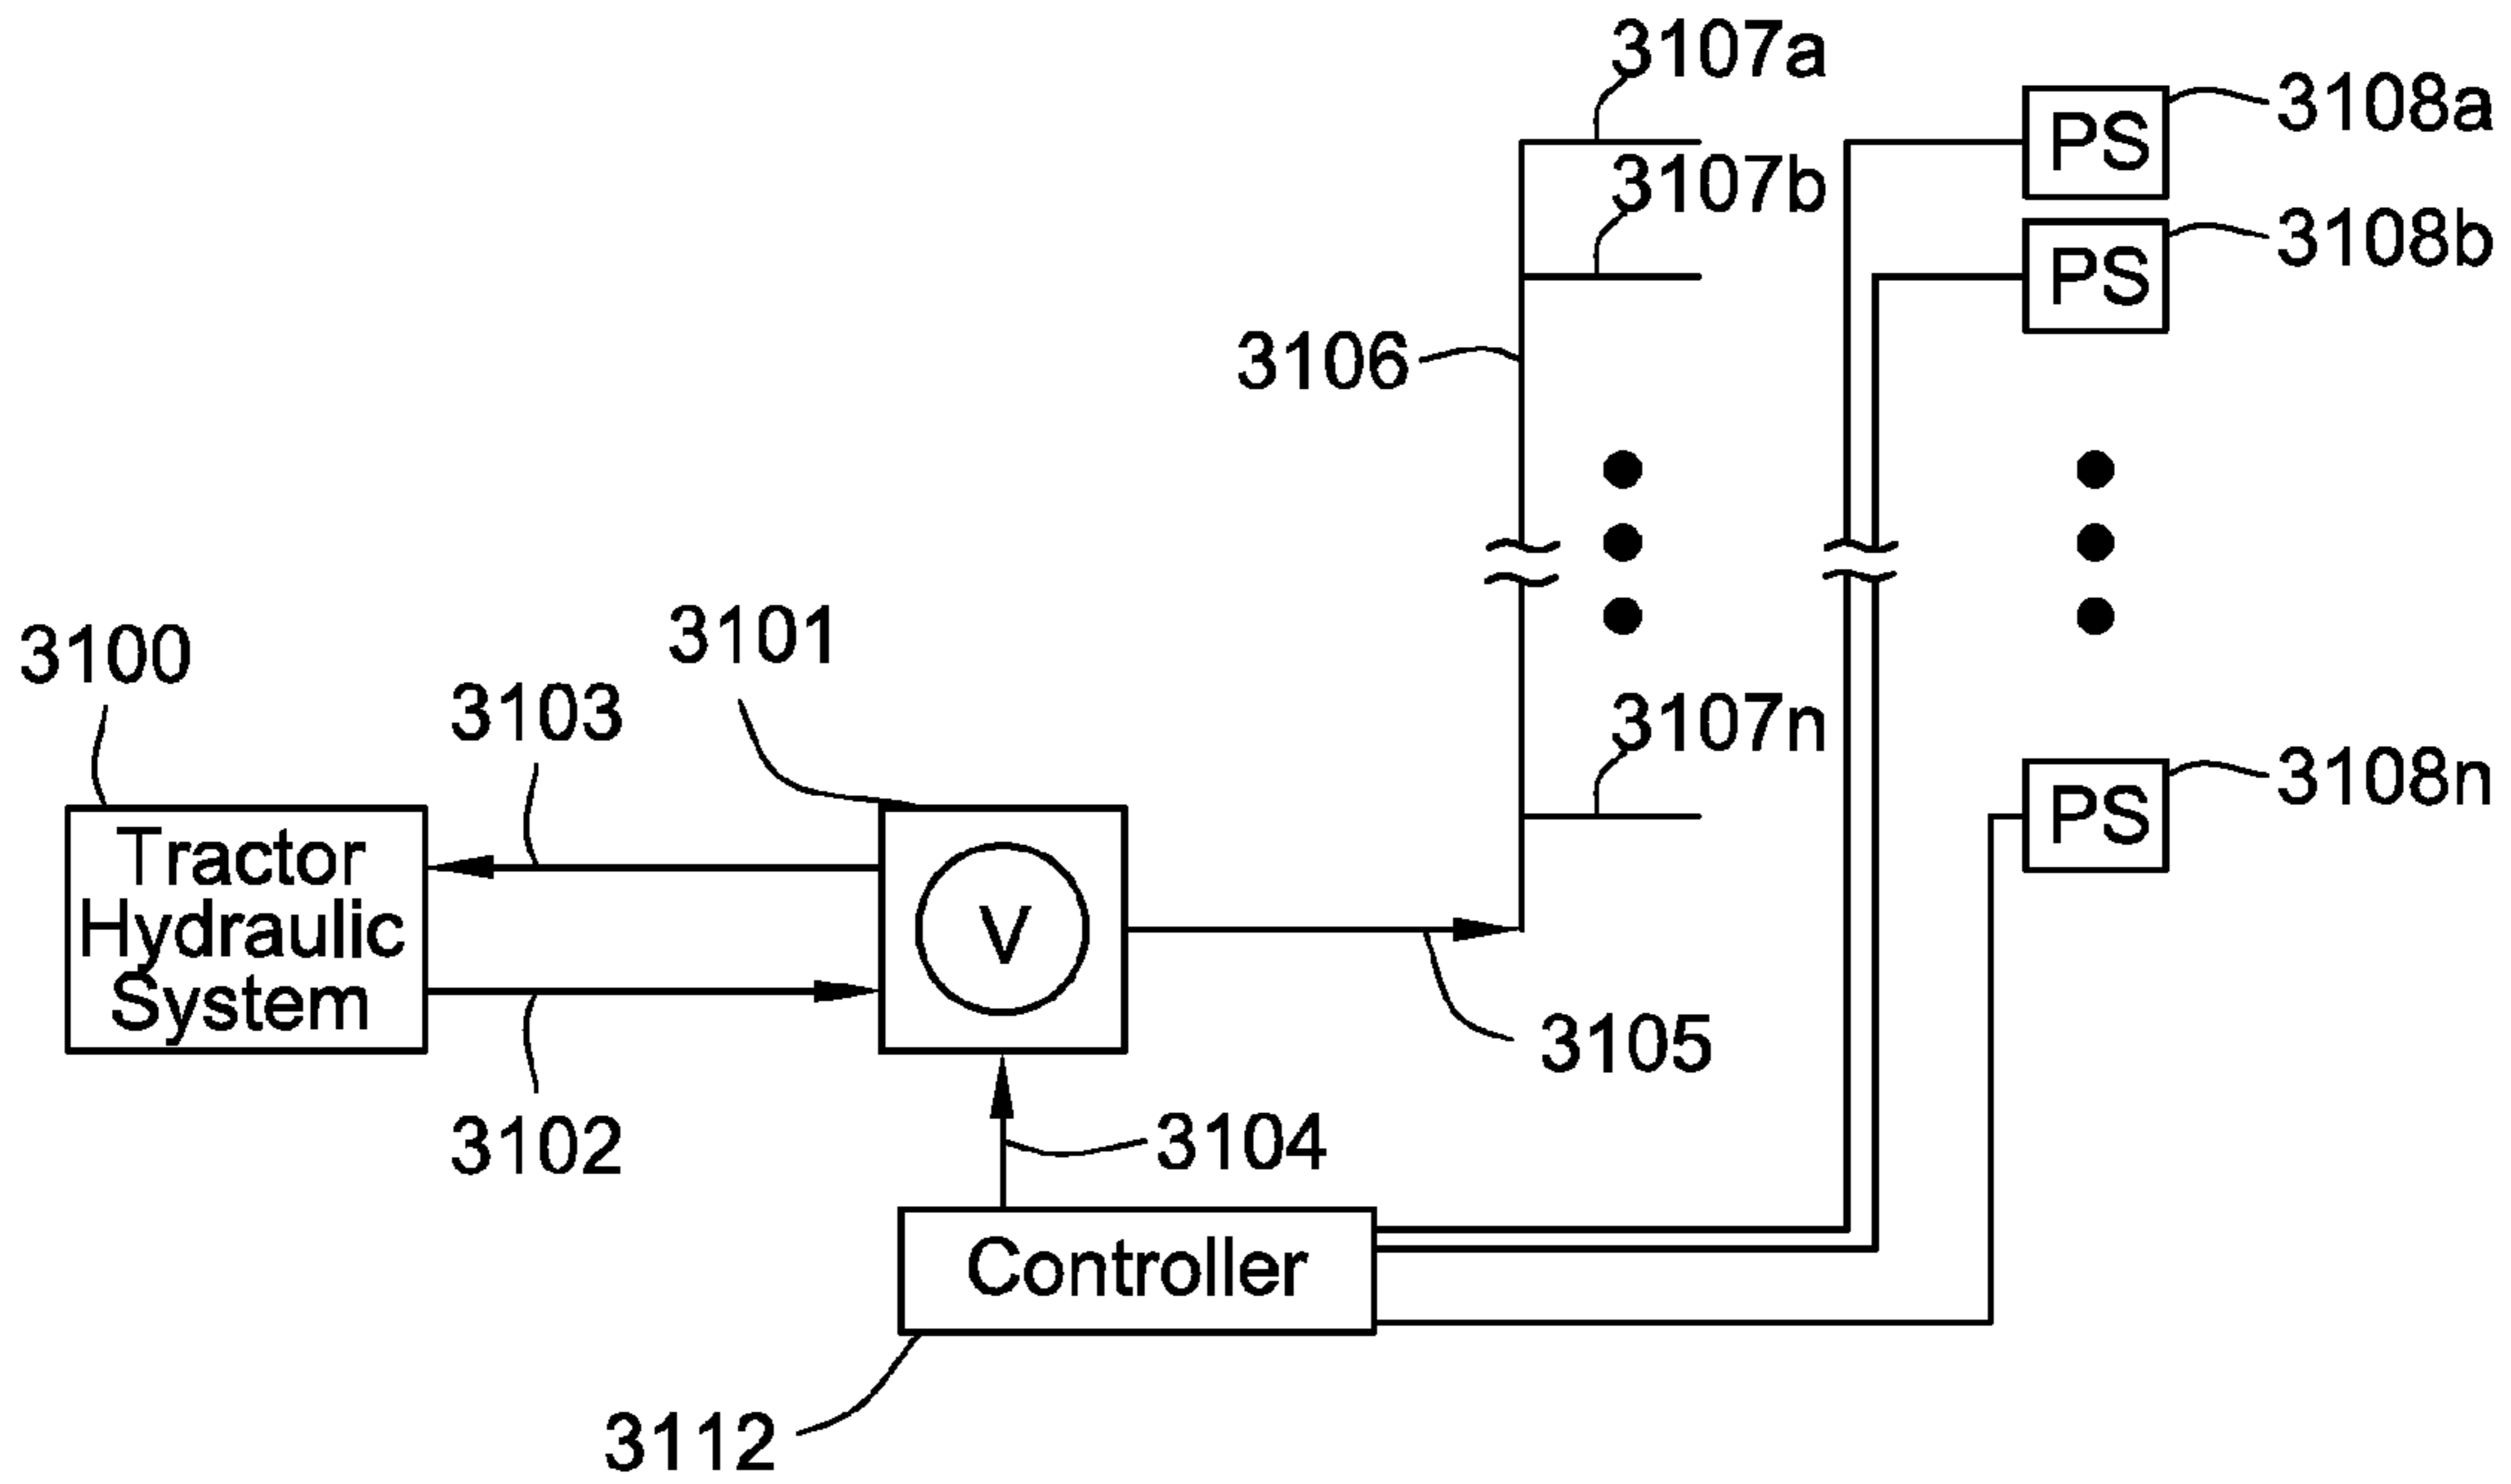 3107a
3108a
PS
3107b
3108b
PS
3106
3101
3100
3103
3107n
3108n
PS
Tractor
Hydraulic
System
V
3105
3102
3104
Controller
3112